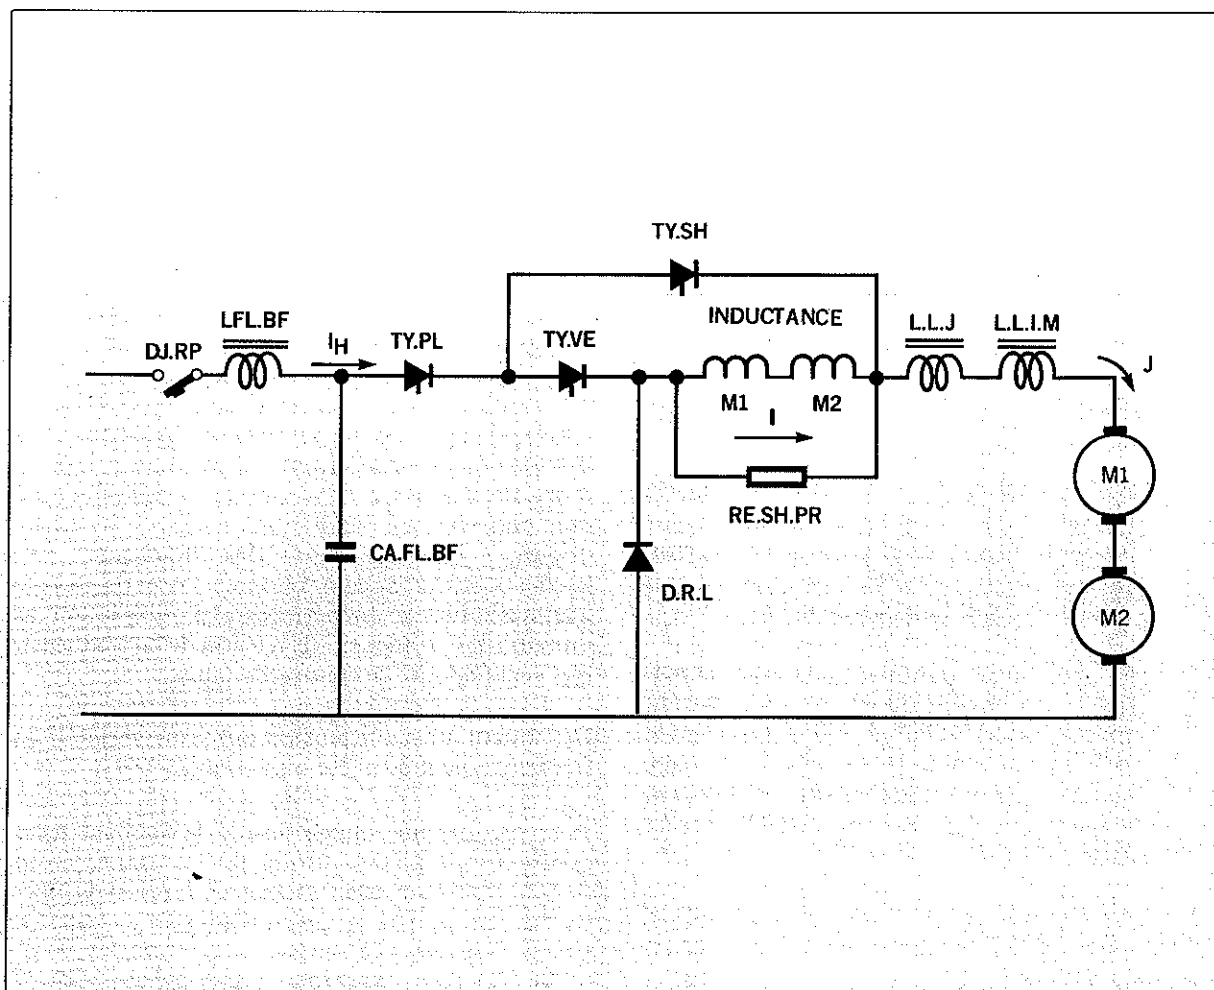 TY.SH
LFL.BF
INDUCTANCE
L.L.J
L.L.I.M
DJ.RP
IH
TY.PL
TY.VE
J
M1
M2
I
M1
RE.SH.PR
CA.FL.BF
D.R.L
M2